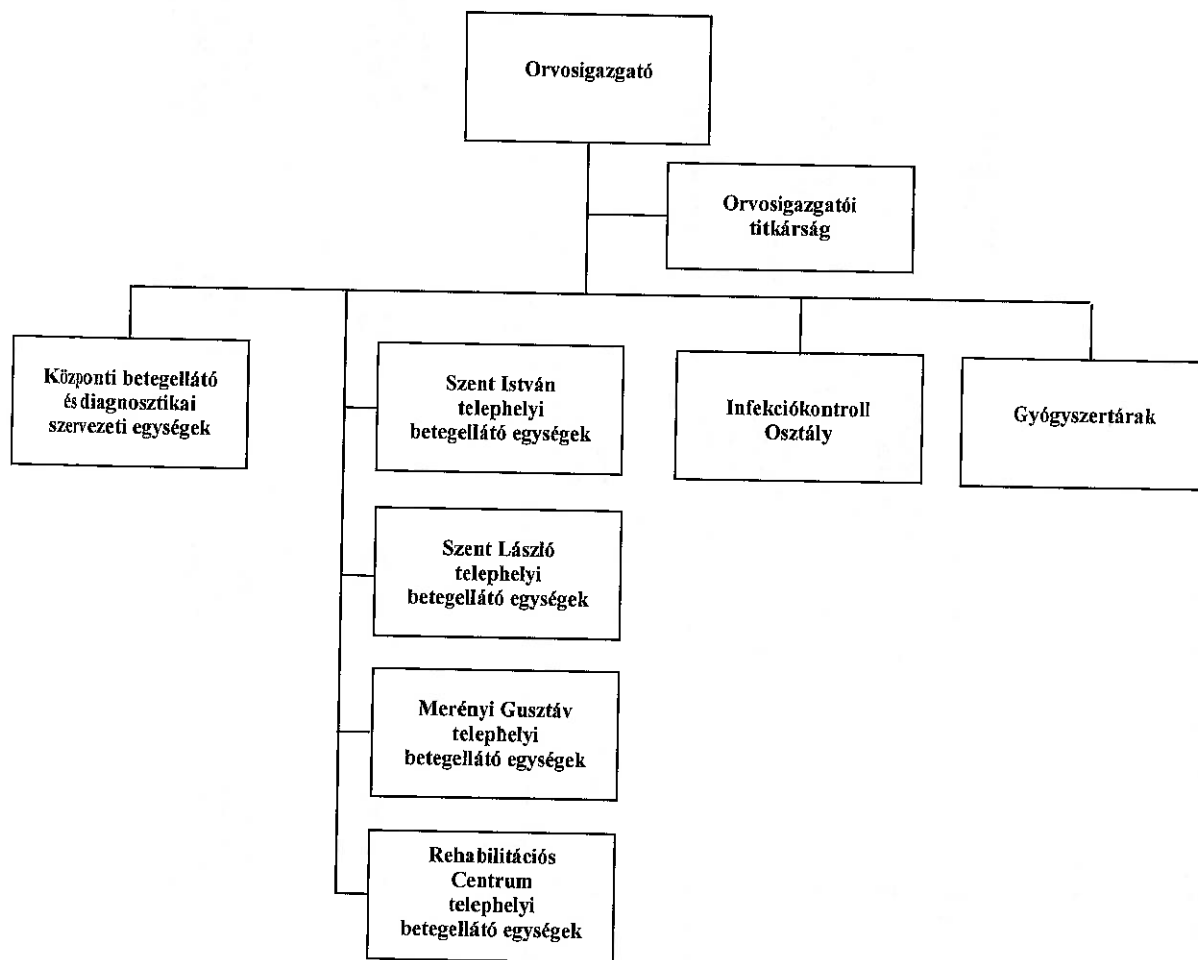 Orvosigazgató
Orvosigazgatói
titkárság
Központi betegellátó
és diagnosztikai
szervezeti egységek
Szent István
telephelyi
betegellátó egységek
Infekciókontroll
Osztály
Gyógyszertárak
Szent László
telephelyi
betegellátó egységek
Merényi Gusztáv
telephelyi
betegellátó egységek
Rehabilitációs
Centrum
telephelyi
betegellátó egységek